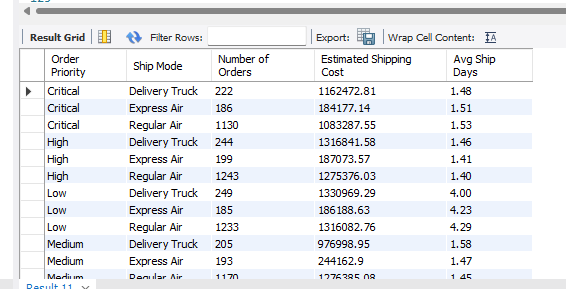 Result Grid Filter Rows: Export: Wrap Cell Content: IA
Order Priority Ship Mode Number of Orders Estimated Shipping Cost Avg Ship Days
Critical Delivery Truck 222 1162472.81 1.48
Critical Express Air 186 184177.14 1.51
Critical Regular Air 1130 1083287.55 1.53
High Delivery Truck 244 1316841.58 1.46
High Express Air 199 187073.57 1.41
High Regular Air 1243 1275376.03 1.40
Low Delivery Truck 249 1330969.29 4.00
Low Express Air 185 186188.63 4.23
Low Regular Air 1233 1316082.76 4.29
Medium Delivery Truck 205 976998.95 1.58
Medium Express Air 193 244162.9 1.47
Medium Regular Air 1170 1276385.08 1.45
Result 11